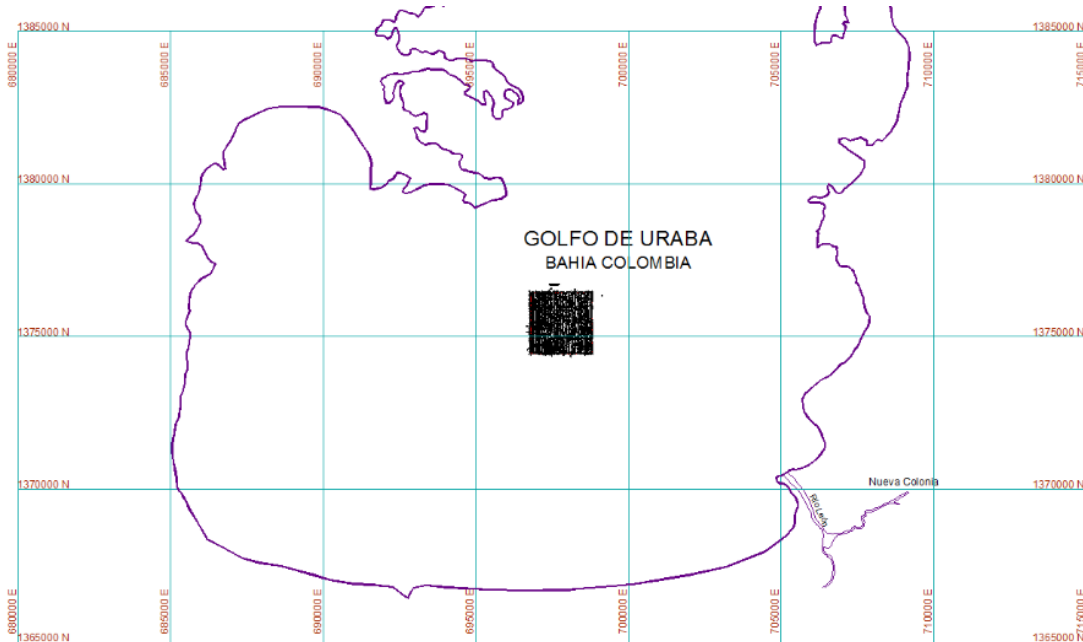 1385000 N
1385000 N
680000 E
685000 E
690000 E
695000 E
700000 E
705000 E
710000 E
715000 E
1380000 N
1380000 N
GOLFO DE URABA
BAHIA COLOMBIA
1375000 N
1375000 N
1370000 N
1370000 N
Nueva Colonia
Rio León
680000 E
685000 E
690000 E
695000 E
700000 E
705000 E
710000 E
715000 E
1365000 N
1365000 N